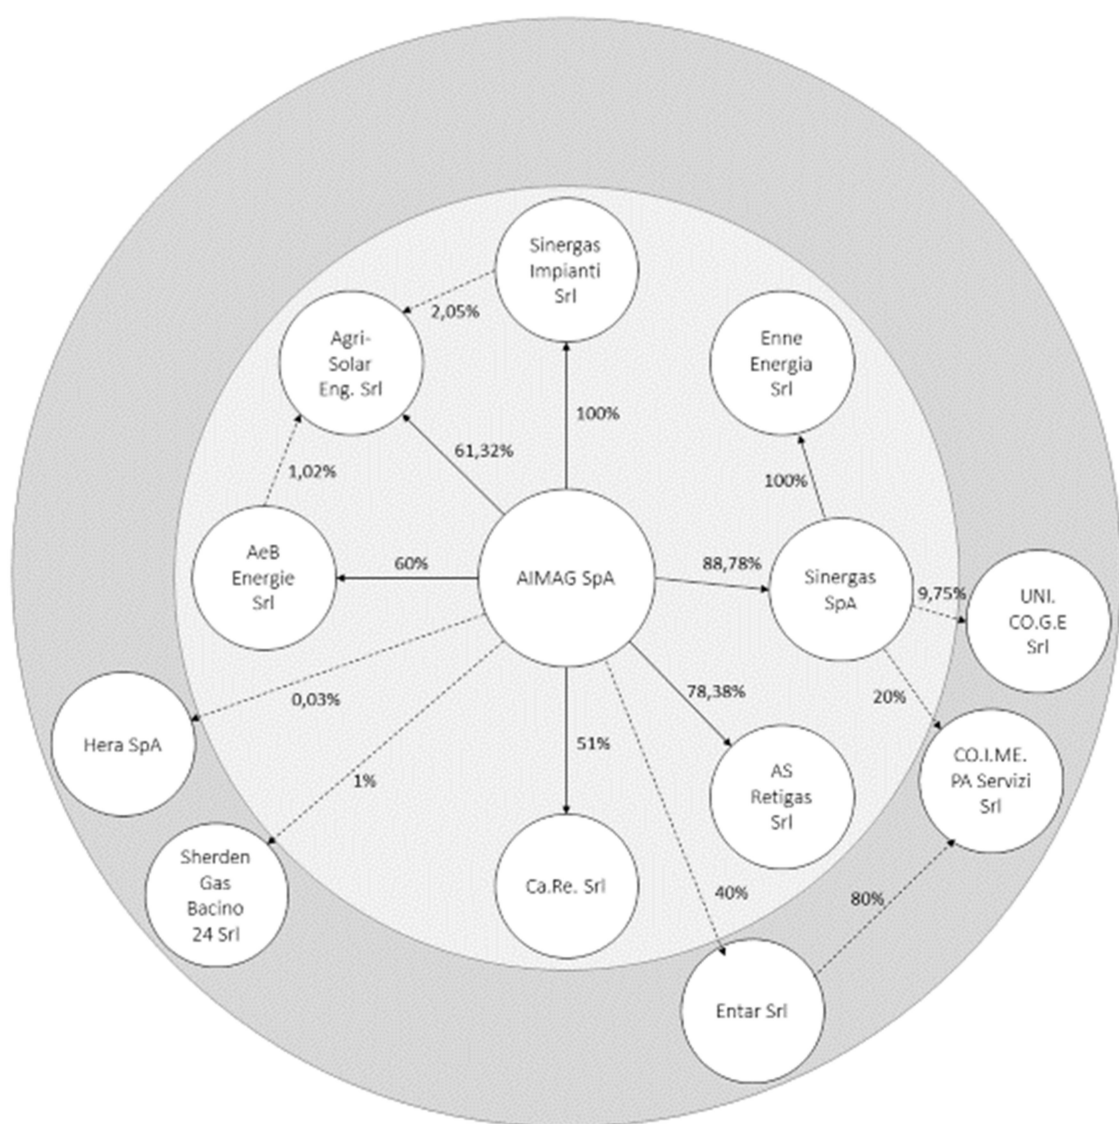 Sinergas
Impianti
Srl
2,05%
Agri-
Solar
Eng. Srl
Enne
Energia
Srl
100%
61,32%
1,02%
100%
AeB
Energie
Srl
60%
AIMAG SpA
88,78%
Sinergas
SpA
9,75%
UNI.
CO.G.E
Srl
0,03%
78,38%
20%
Hera SpA
51%
1%
AS
Retigas
Srl
CO.I.ME.
PA Servizi
Srl
Sherden
Gas
Bacino
24 Srl
Ca.Re. Srl
40%
80%
Entar Srl